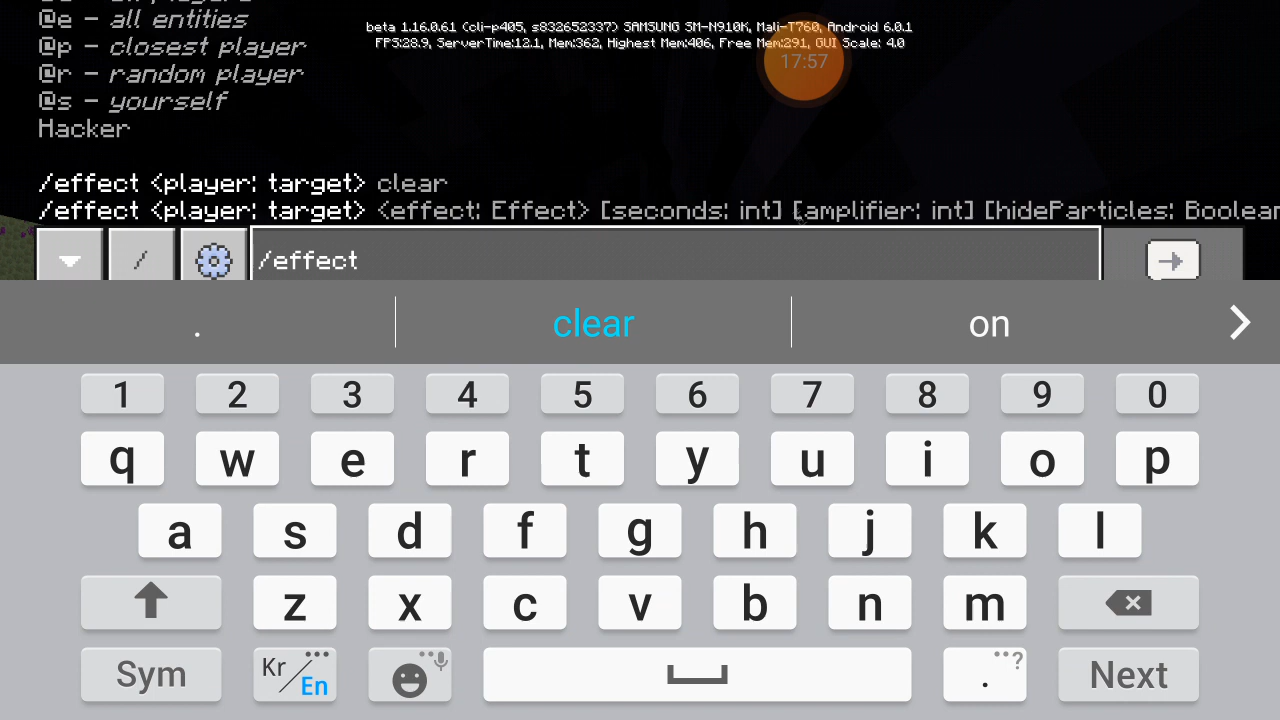 @e - all entities
@p - closest player
@r - random player
@s - yourself
Hacker
beta 1.16.0.61 (cli-p405, s832652337) SAMSUNG SM-N910K, Mali-T760, Android 6.0.1
FPS:28.9, ServerTime:12.1, Mem:362, Highest Mem:406, Free Mem:291, GUI Scale: 4.0
17:57
/effect <player: target> clear
/effect <player: target> <effect: Effect> [seconds: int] [amplifier: int] [hideParticles: Boolean
/
/effect
. clear on
1 2 3 4 5 6 7 8 9 0
q w e r t y u i o p
a s d f g h j k l
z x c v b n m
Sym Kr/En . ? Next